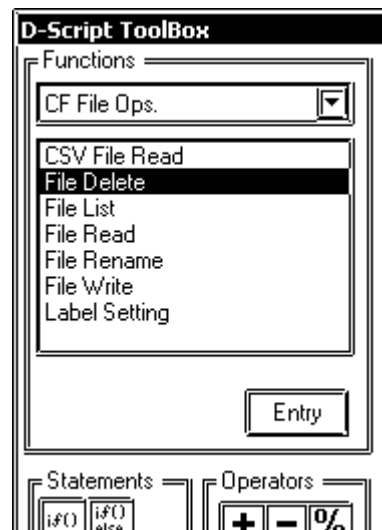 D-Script ToolBox
Functions
CF File Ops.
CSV File Read
File Delete
File List
File Read
File Rename
File Write
Label Setting
Entry
Statements Operators
if() if() else + - %